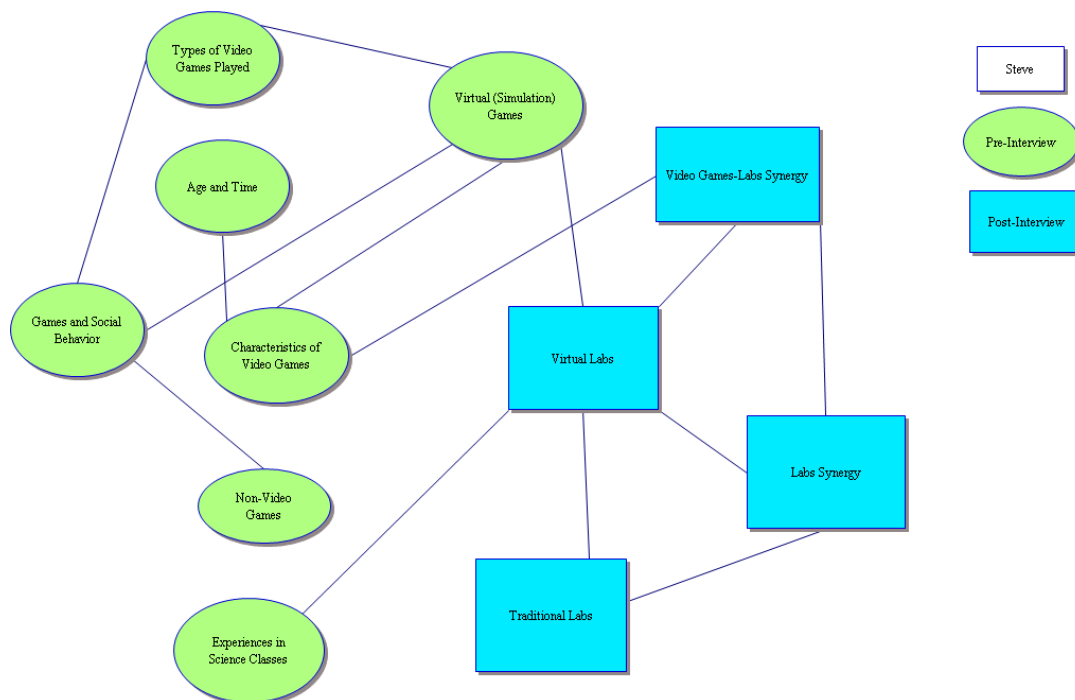 Types of Video
Games Played
Virtual (Simulation)
Games
Steve
Pre-Interview
Age and Time
Video Games-Labs Synergy
Post-Interview
Games and Social
Behavior
Characteristics of
Video Games
Virtual Labs
Labs Synergy
Non-Video
Games
Traditional Labs
Experiences in
Science Classes